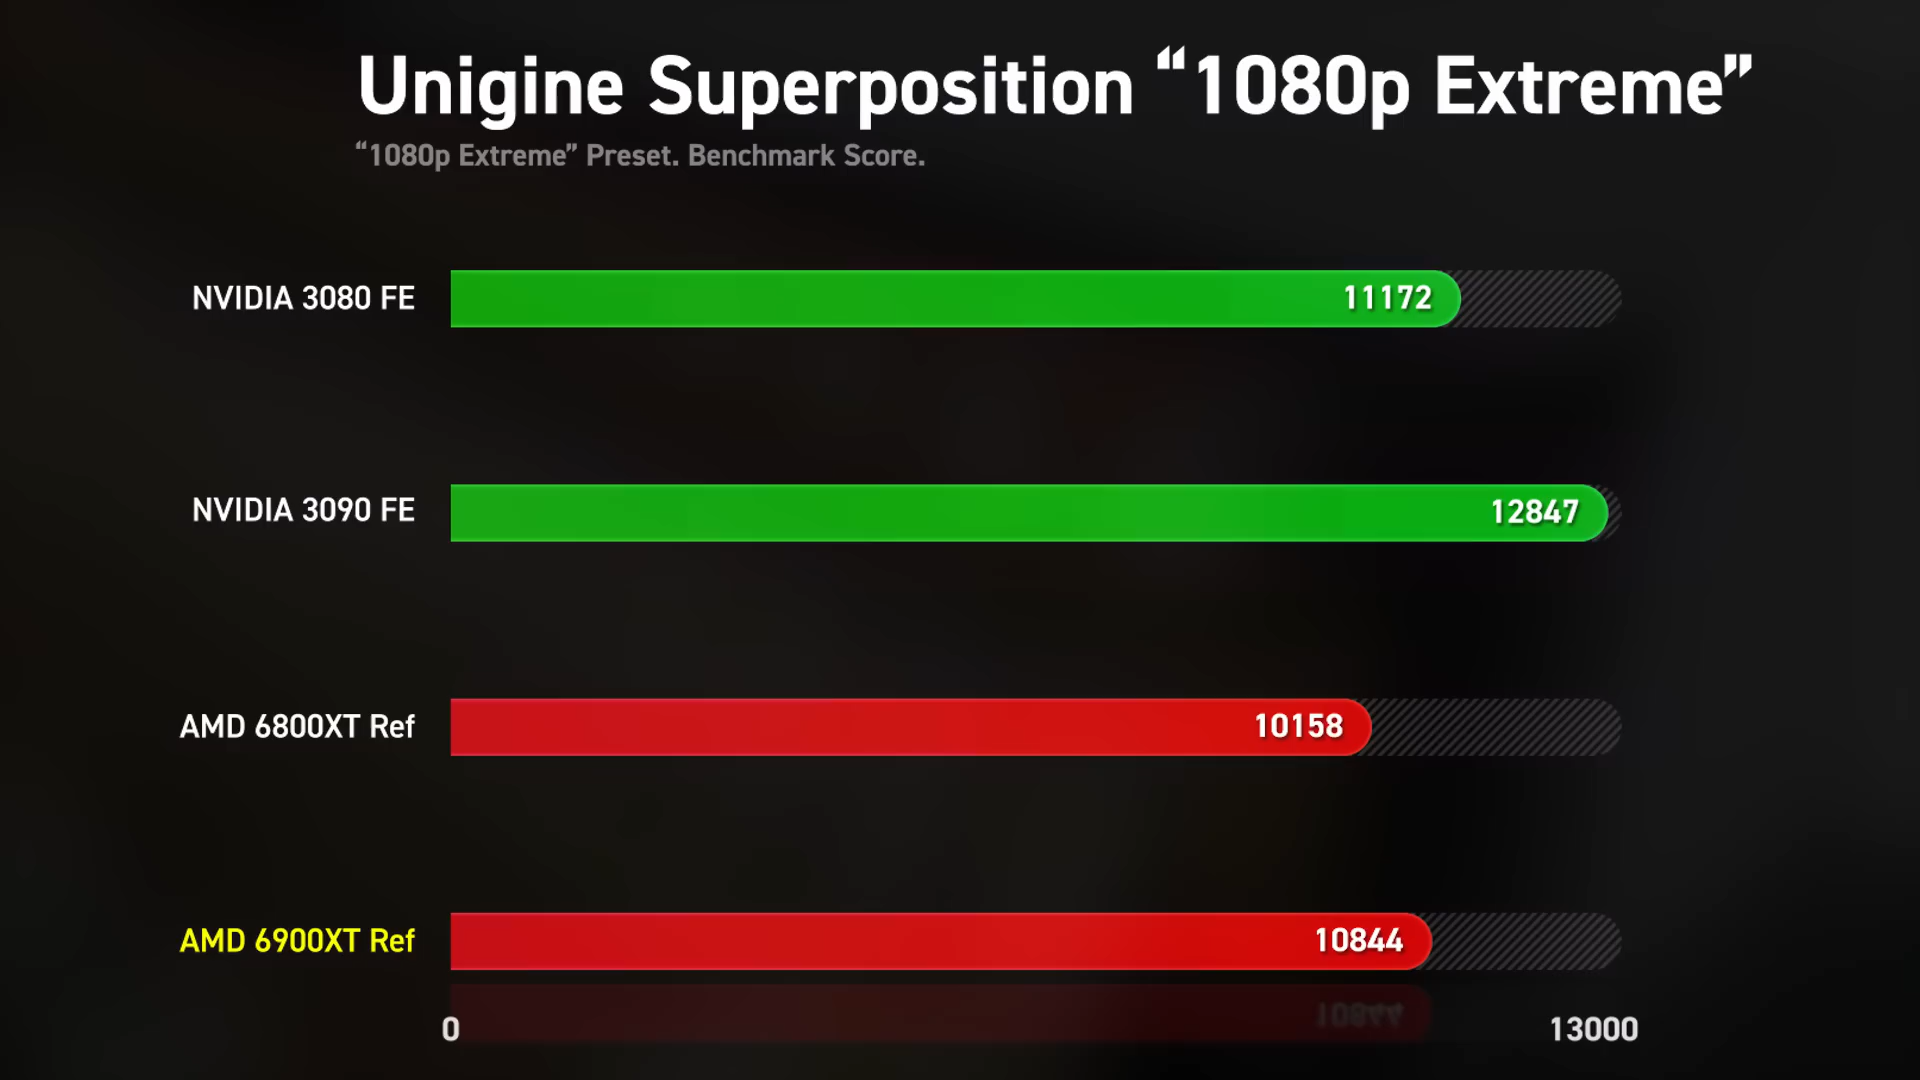 Unigine Superposition “1080p Extreme”
“1080p Extreme” Preset. Benchmark Score.
NVIDIA 3080 FE 11172
NVIDIA 3090 FE 12847
AMD 6800XT Ref 10158
AMD 6900XT Ref 10844
0 13000